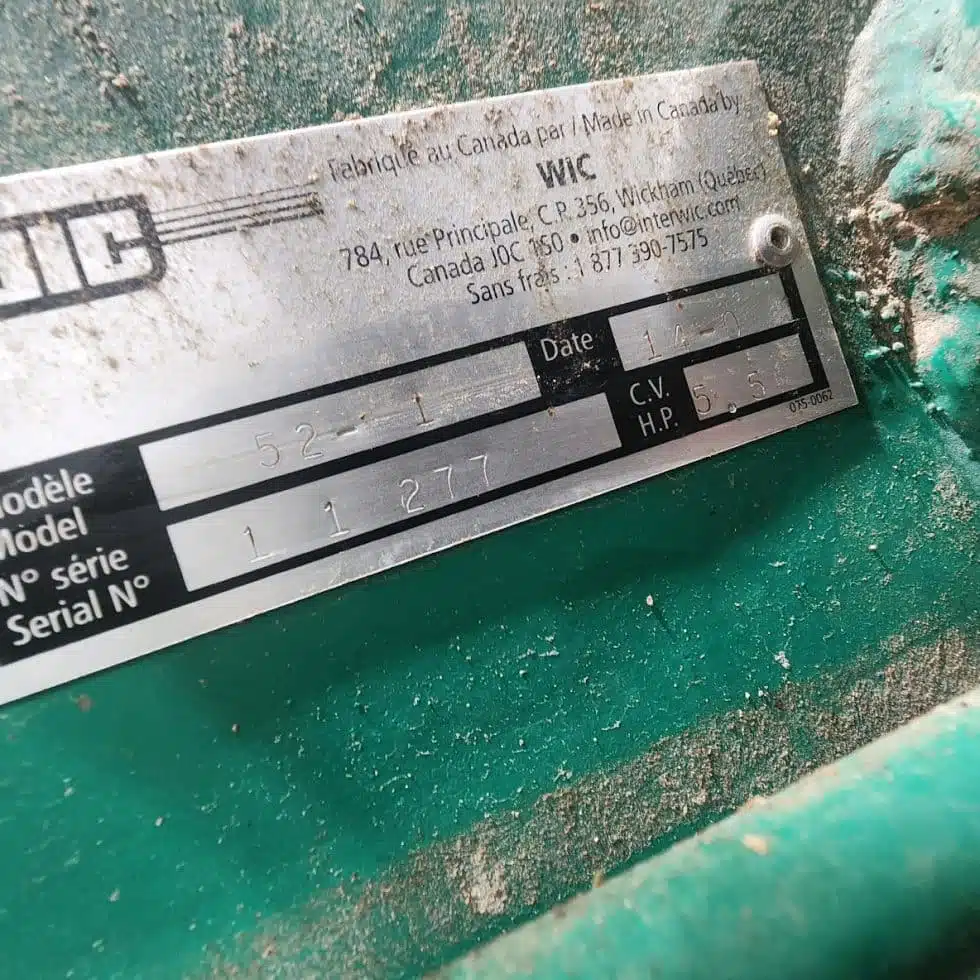 Fabriqué au Canada par / Made in Canada by
WIC
784, rue Principale, C.P. 356, Wickham (Québec)
Canada J0C 1S0 • info@interwic.com
Sans frais : 1 877 390-7575
Date
52- 1
C.V.
H.P.
5.5
075-0062
Modèle
Model
1 1 277
N° série
Serial N°